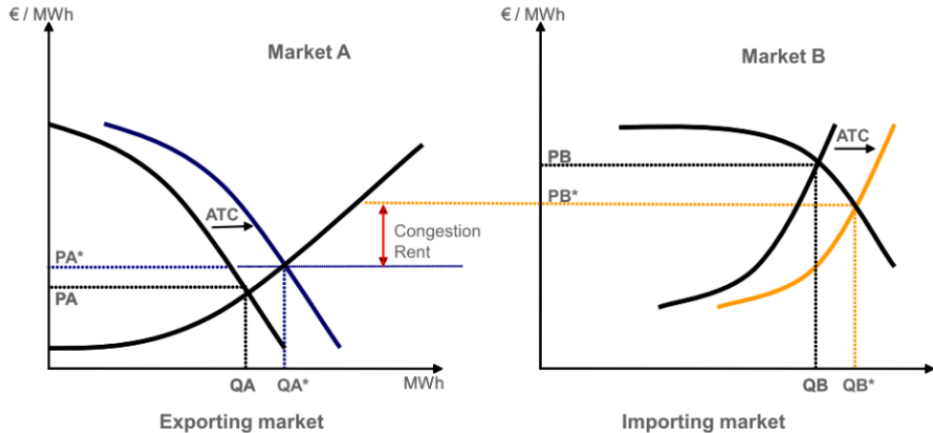 € / MWh
Market A
ATC
PA*
PA
Congestion
Rent
QA
QA*
MWh
Exporting market
€ / MWh
Market B
PB
ATC
PB*
QB
QB*
Importing market